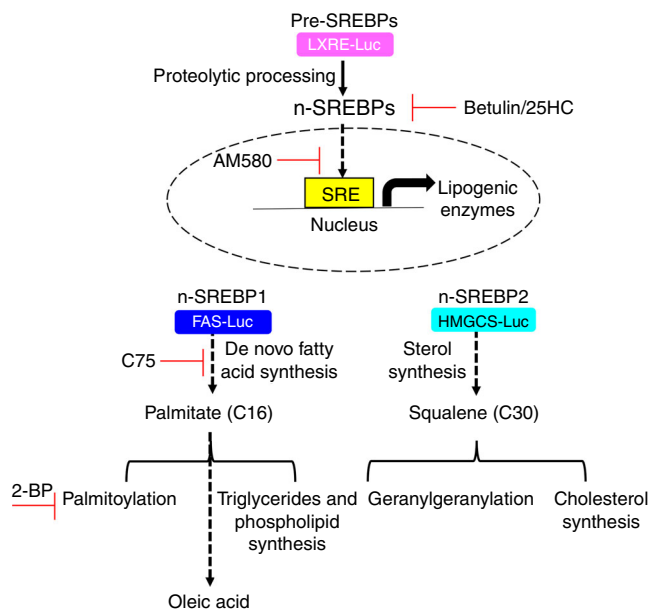 Pre-SREBPs
LXRE-Luc
Proteolytic processing
n-SREBPs
Betulin/25HC
AM580
SRE
Lipogenic
enzymes
Nucleus
n-SREBP1
FAS-Luc
C75
De novo fatty
acid synthesis
Palmitate (C16)
n-SREBP2
HMGCS-Luc
Sterol
synthesis
Squalene (C30)
2-BP
Palmitoylation
Triglycerides and
phospholipid
synthesis
Geranylgeranylation
Cholesterol
synthesis
Oleic acid